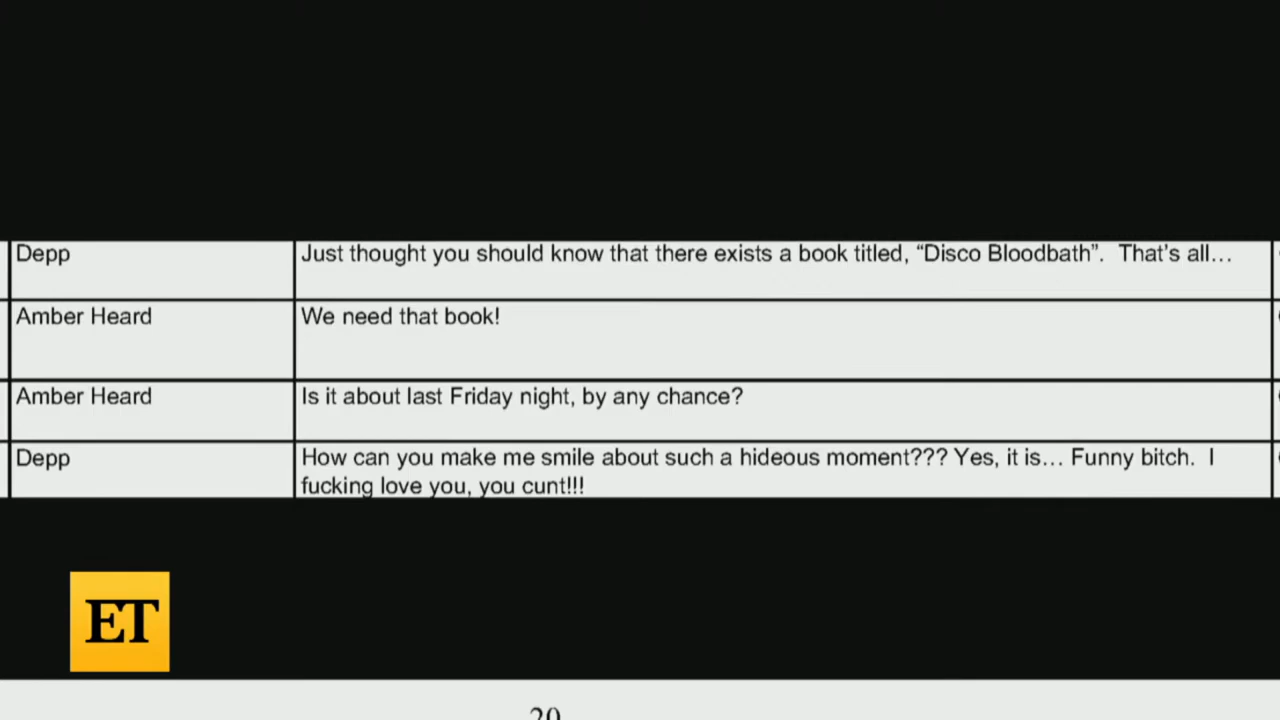 Depp
Just thought you should know that there exists a book titled, “Disco Bloodbath”.  That’s all…
Amber Heard
We need that book!
Amber Heard
Is it about last Friday night, by any chance?
Depp
How can you make me smile about such a hideous moment??? Yes, it is… Funny bitch.  I
fucking love you, you cunt!!!
ET
20